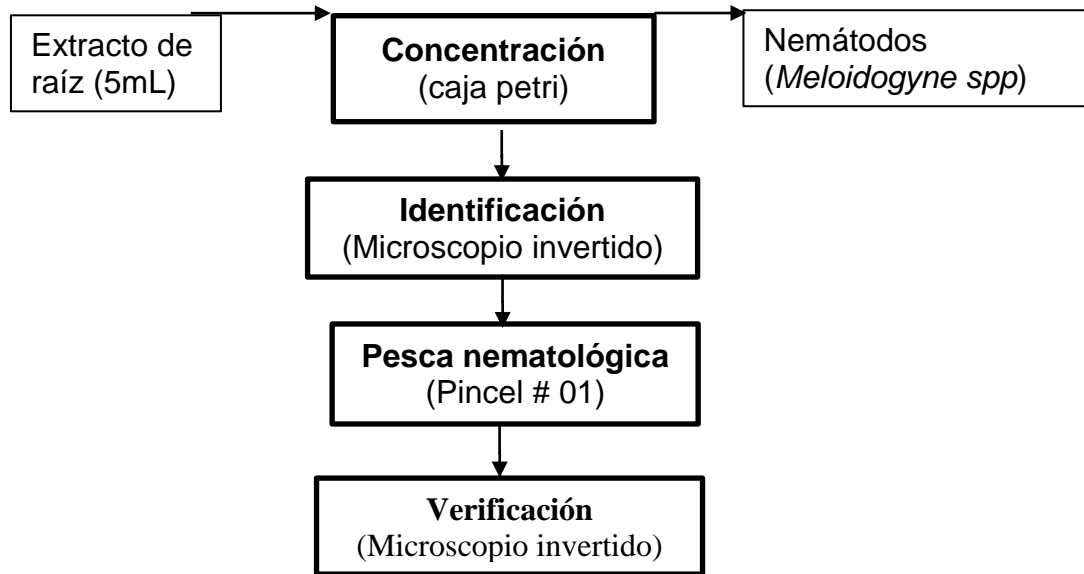 Extracto de
raíz (5mL)
Concentración
(caja petri)
Nemátodos
(Meloidogyne spp)
Identificación
(Microscopio invertido)
Pesca nematológica
(Pincel # 01)
Verificación
(Microscopio invertido)